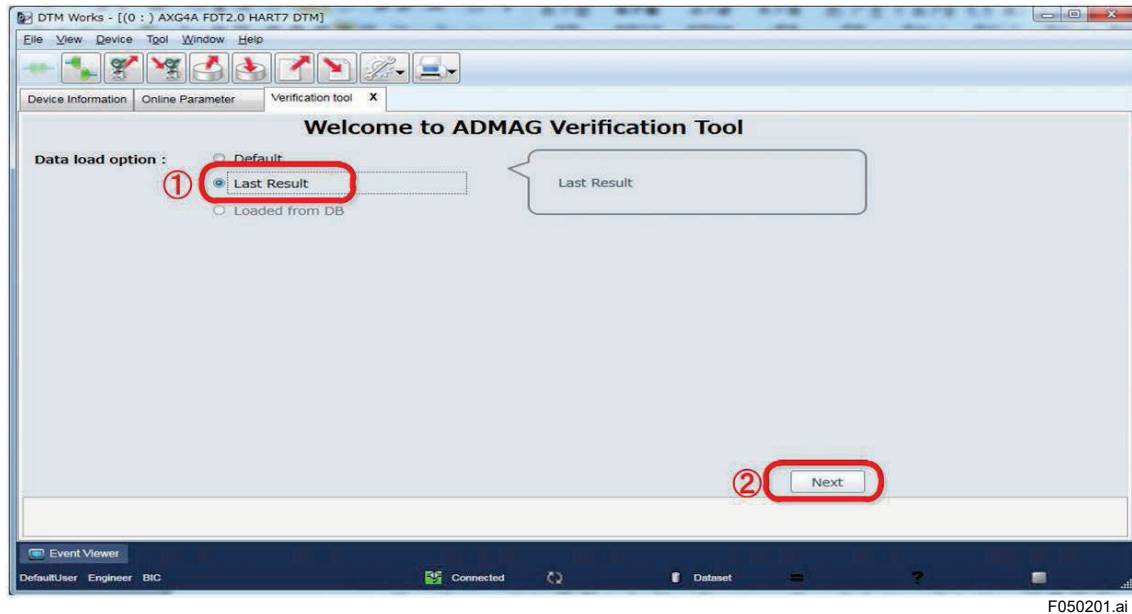 DTM Works - [(0 : ) AXG4A FDT2.0 HART7 DTM]
File View Device Tool Window Help
Device Information Online Parameter Verification tool X
Welcome to ADMAG Verification Tool
Data load option : Default
① Last Result Last Result
Loaded from DB
② Next
Event Viewer
DefaultUser Engineer BIC Connected Dataset = ?
F050201.ai